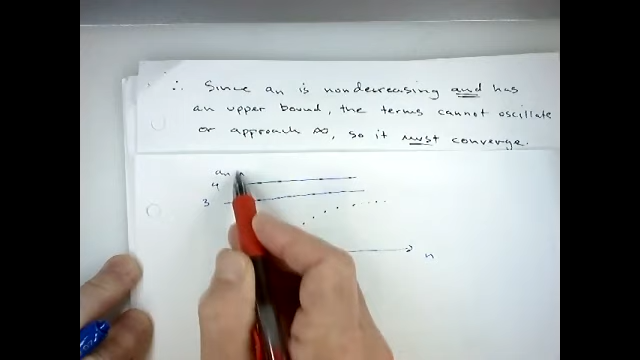 ∴ Since an is nondecreasing and has
an upper bound, the terms cannot oscillate
or approach ∞, so it must converge.
an
4
3
n